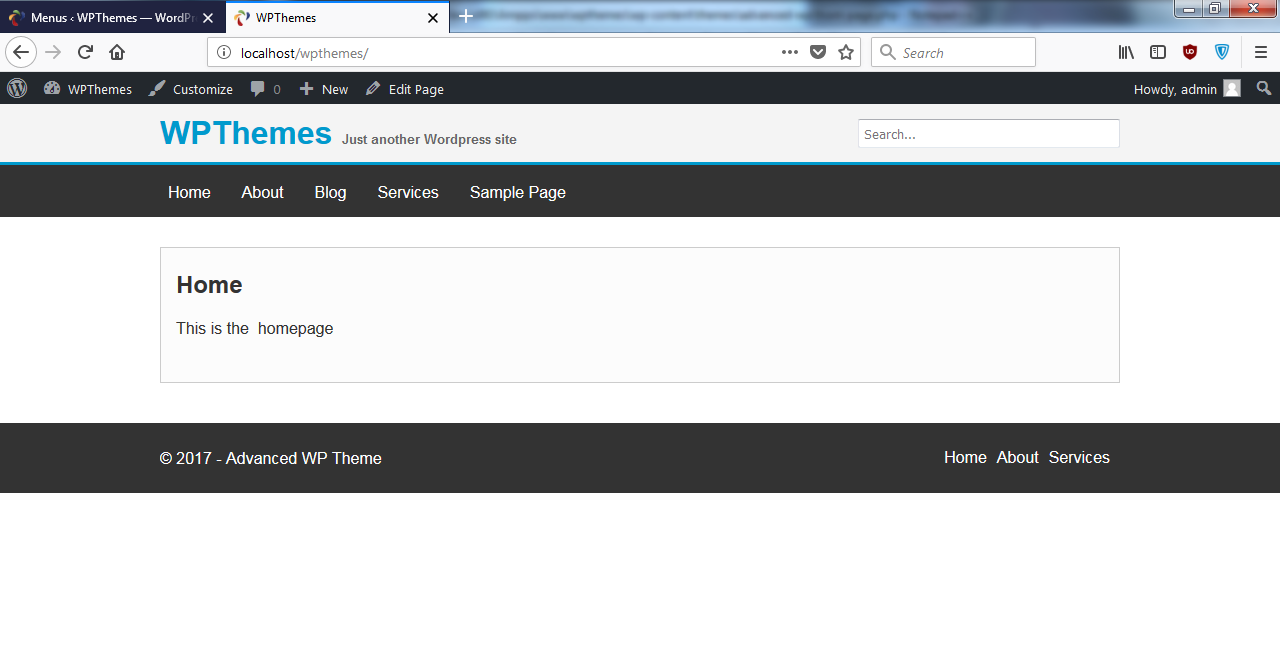 Menus ‹ WPThemes — WordPr
WPThemes
localhost/wpthemes/
Search
WPThemes Customize 0 New Edit Page Howdy, admin
WPThemes Just another Wordpress site Search...
Home About Blog Services Sample Page
Home
This is the  homepage
© 2017 - Advanced WP Theme Home About Services